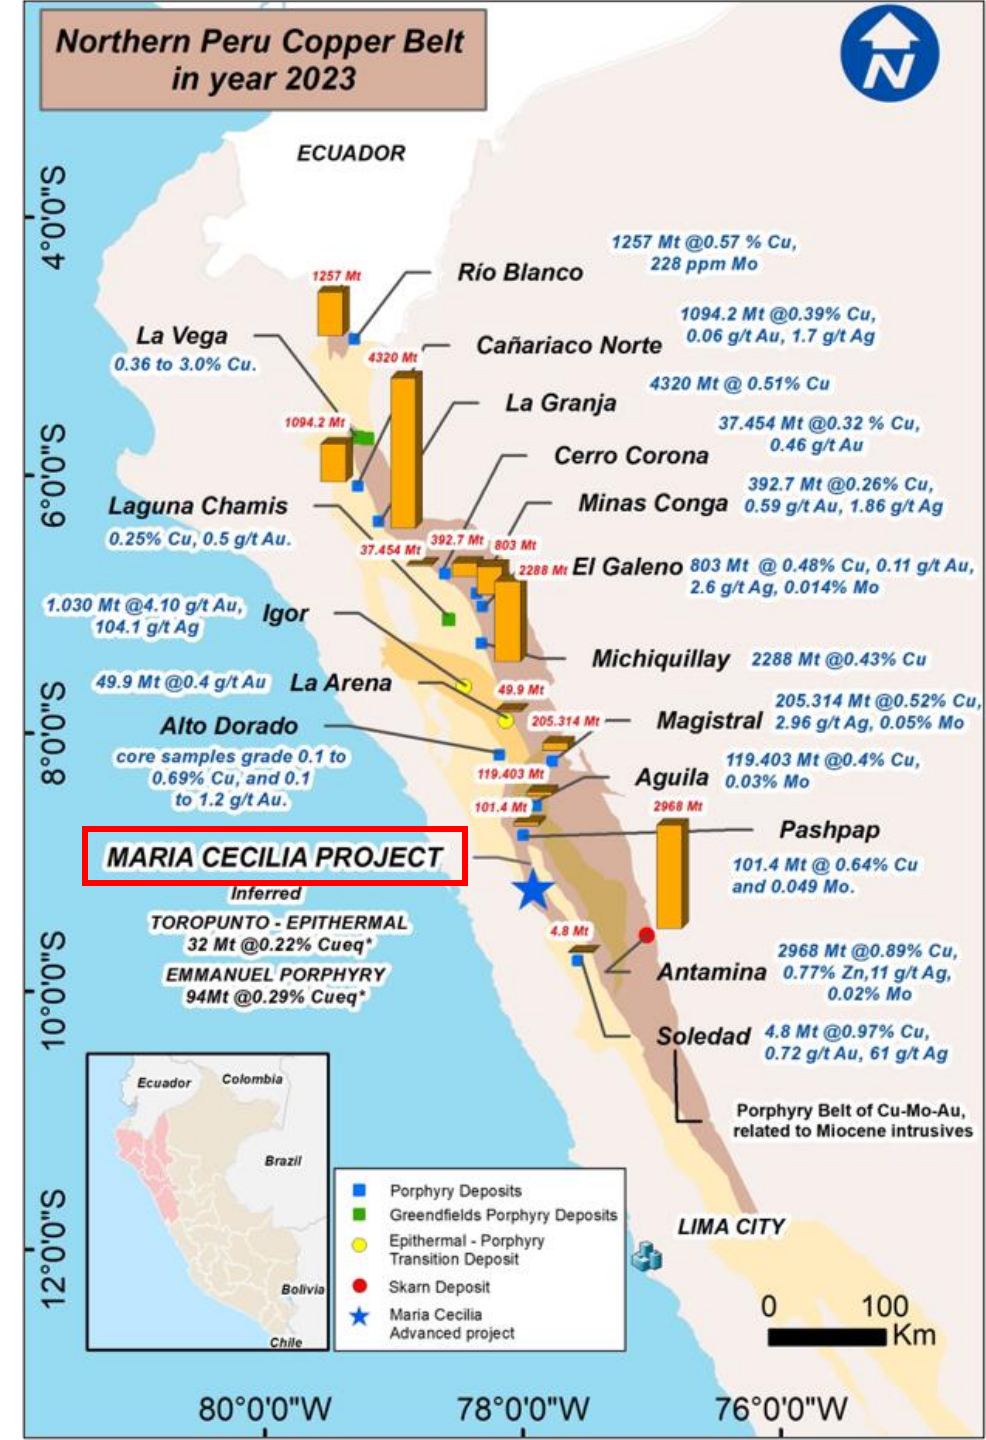 Northern Peru Copper Belt
in year 2023
N
ECUADOR
4°0'0"S
6°0'0"S
8°0'0"S
10°0'0"S
12°0'0"S
1257 Mt @0.57 % Cu,
228 ppm Mo
1257 Mt
Río Blanco
La Vega
0.36 to 3.0% Cu.
1094.2 Mt @0.39% Cu,
0.06 g/t Au, 1.7 g/t Ag
Cañariaco Norte
4320 Mt
4320 Mt @ 0.51% Cu
La Granja
1094.2 Mt
37.454 Mt @0.32 % Cu,
0.46 g/t Au
Cerro Corona
392.7 Mt @0.26% Cu,
0.59 g/t Au, 1.86 g/t Ag
Minas Conga
Laguna Chamis
0.25% Cu, 0.5 g/t Au.
37.454 Mt
392.7 Mt
803 Mt
2288 Mt
El Galeno
803 Mt @ 0.48% Cu, 0.11 g/t Au,
2.6 g/t Ag, 0.014% Mo
1.030 Mt @4.10 g/t Au,
104.1 g/t Ag
Igor
Michiquillay
2288 Mt @0.43% Cu
49.9 Mt @0.4 g/t Au
La Arena
49.9 Mt
205.314 Mt @0.52% Cu,
2.96 g/t Ag, 0.05% Mo
Magistral
205.314 Mt
Alto Dorado
core samples grade 0.1 to
0.69% Cu, and 0.1
to 1.2 g/t Au.
119.403 Mt @0.4% Cu,
0.03% Mo
Aguila
119.403 Mt
101.4 Mt
2968 Mt
Pashpap
101.4 Mt @ 0.64% Cu
and 0.049 Mo.
MARIA CECILIA PROJECT
Inferred
TOROPUNTO - EPITHERMAL
32 Mt @0.22% Cueq*
EMMANUEL PORPHYRY
94Mt @0.29% Cueq*
4.8 Mt
Antamina
2968 Mt @0.89% Cu,
0.77% Zn,11 g/t Ag,
0.02% Mo
Soledad
4.8 Mt @0.97% Cu,
0.72 g/t Au, 61 g/t Ag
Porphyry Belt of Cu-Mo-Au,
related to Miocene intrusives
Ecuador
Colombia
Brazil
Bolivia
Chile
Porphyry Deposits
Greendfields Porphyry Deposits
Epithermal - Porphyry
Transition Deposit
Skarn Deposit
María Cecilia
Advanced project
LIMA CITY
0 100
Km
80°0'0"W
78°0'0"W
76°0'0"W